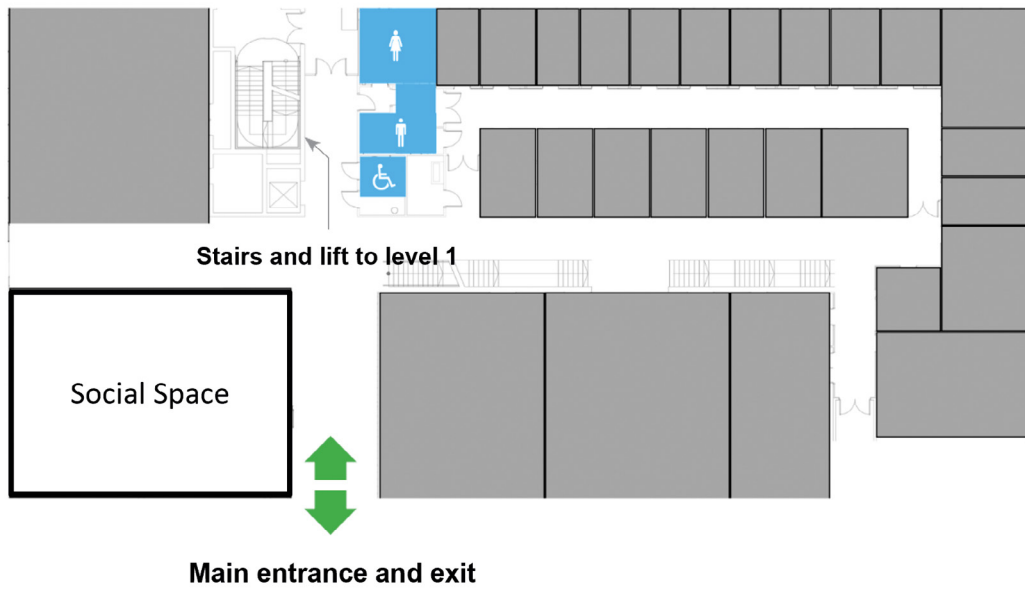 Stairs and lift to level 1
Social Space
Main entrance and exit